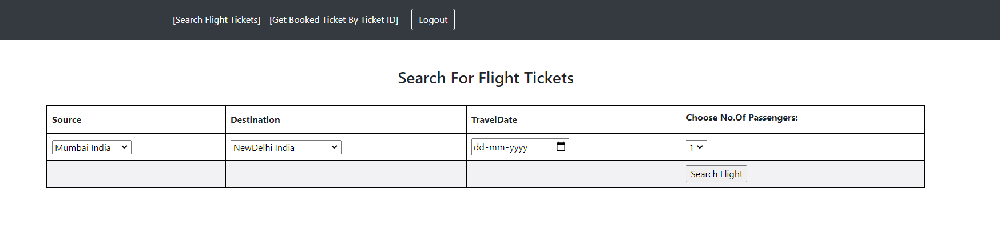 [Search Flight Tickets] [Get Booked Ticket By Ticket ID] Logout
Search For Flight Tickets
Source Destination TravelDate Choose No.Of Passengers:
Mumbai India NewDelhi India dd-mm-yyyy 1
Search Flight